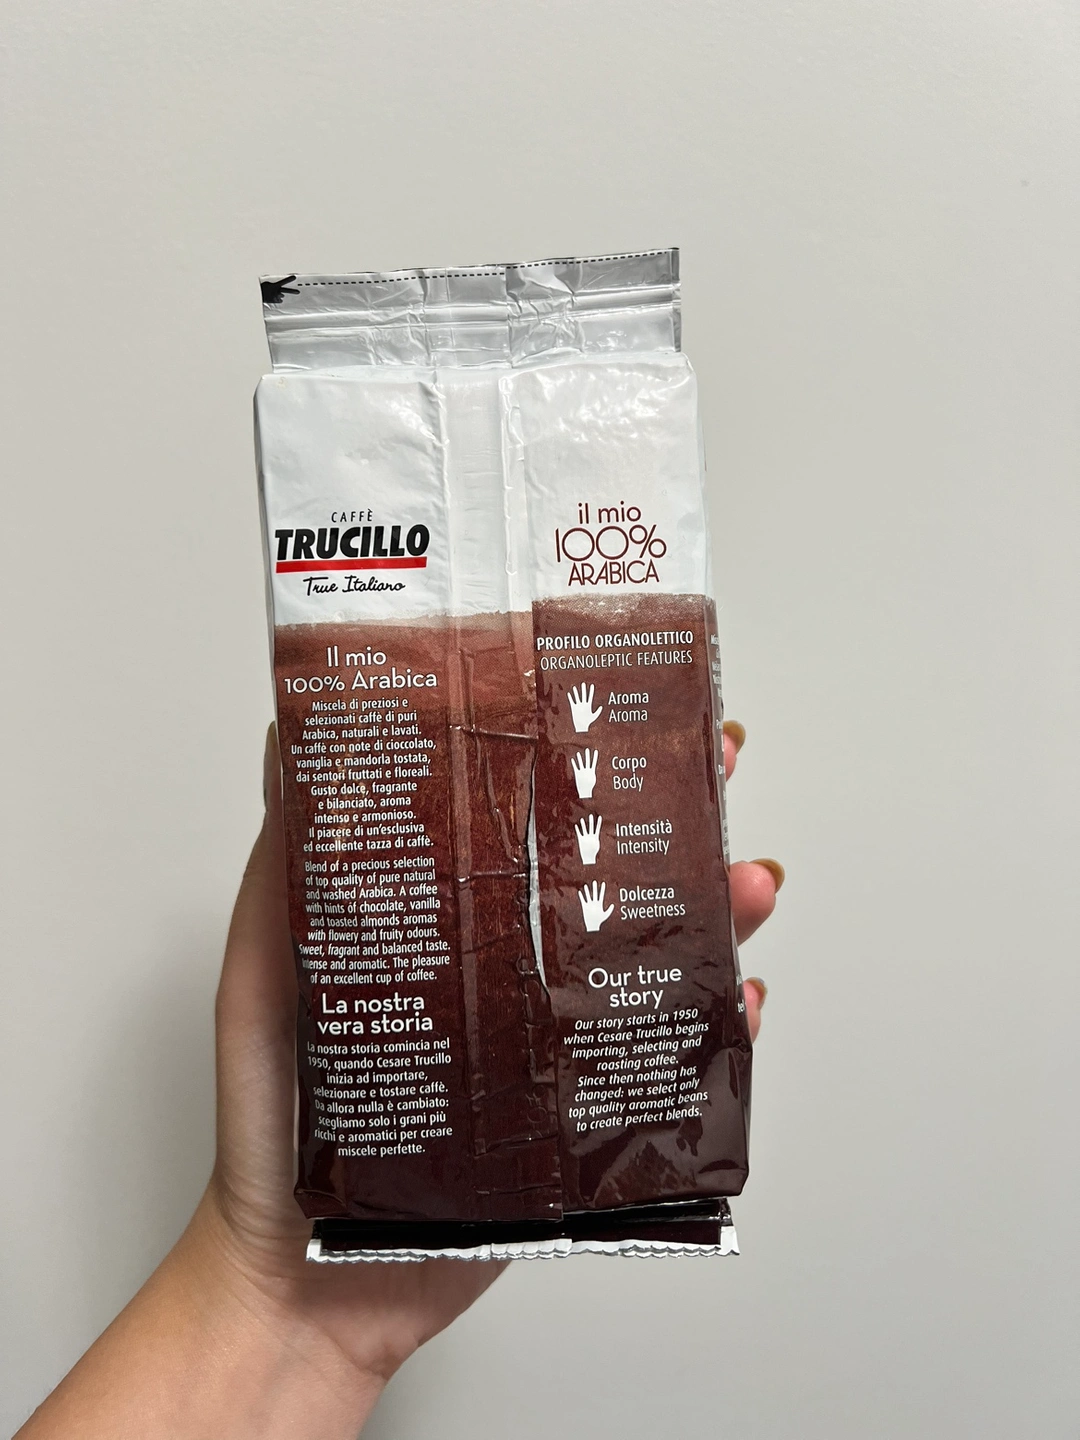 CAFFÈ
TRUCILLO
True Italiano
Il mio
100% Arabica
Miscela di preziosi e
selezionati caffè di puri
Arabica, naturali e lavati.
Un caffè con note di cioccolato,
vaniglia e mandorla tostata,
dai sentori fruttati e floreali.
Gusto dolce, fragrante
e bilanciato, aroma
intenso e armonioso.
Il piacere di un'esclusiva
ed eccellente tazza di caffè.
Blend of a precious selection
of top quality of pure natural
and washed Arabica. A coffee
with hints of chocolate, vanilla
and toasted almonds aromas
with flowery and fruity odours.
Sweet, fragrant and balanced taste.
Intense and aromatic. The pleasure
of an excellent cup of coffee.
La nostra
vera storia
La nostra storia comincia nel
1950, quando Cesare Trucillo
inizia ad importare,
selezionare e tostare caffè.
Da allora nulla è cambiato:
scegliamo solo i grani più
ricchi e aromatici per creare
miscele perfette.
il mio
100%
ARABICA
PROFILO ORGANOLETTICO
ORGANOLEPTIC FEATURES
Aroma
Aroma
Corpo
Body
Intensità
Intensity
Dolcezza
Sweetness
Our true
story
Our story starts in 1950
when Cesare Trucillo begins
importing, selecting and
roasting coffee.
Since then nothing has
changed: we select only
top quality aromatic beans
to create perfect blends.